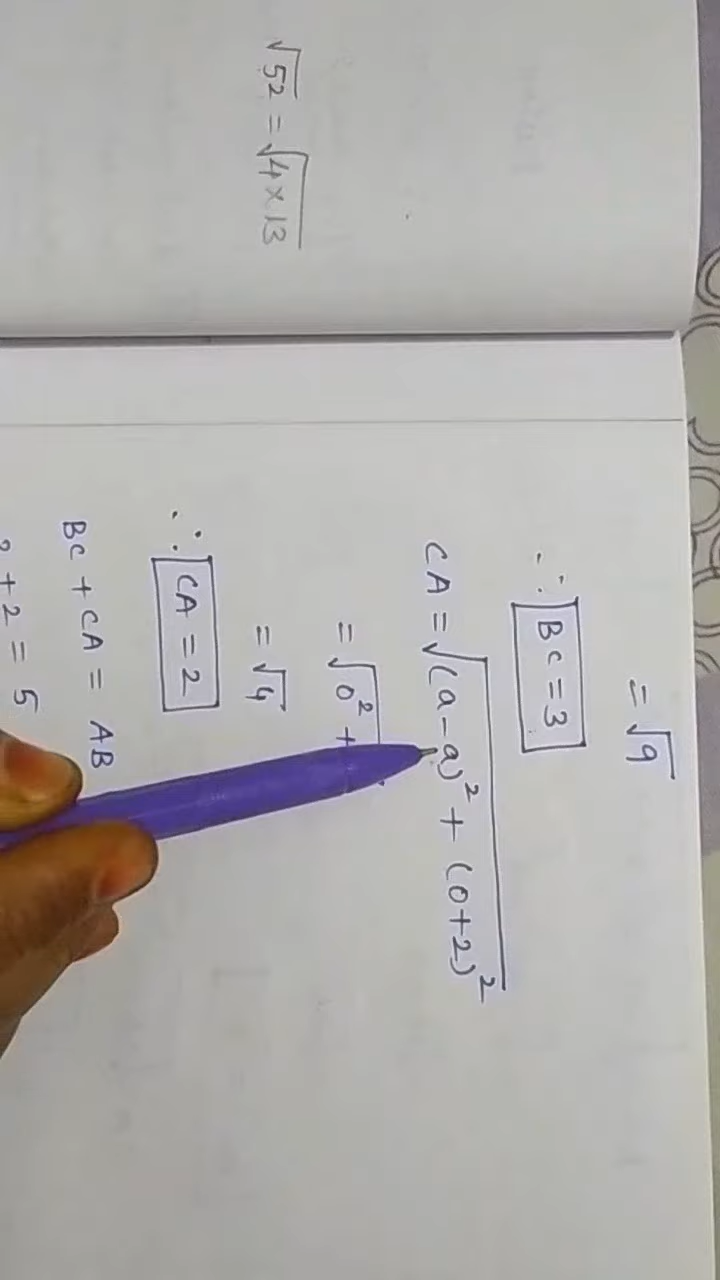 √52 = √4×13
= √9
∴ BC = 3
CA = √(a-a)² + (0+2)²
= √0² +
= √4
∴ CA = 2
BC + CA = AB
+ 2 = 5